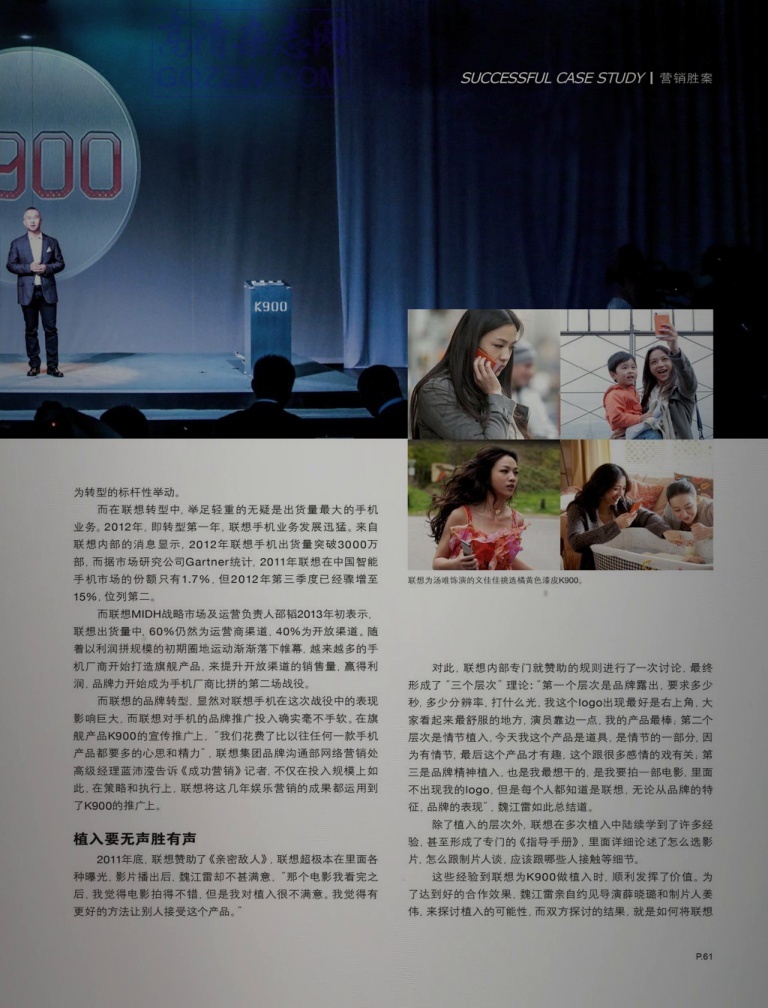 高清杂志网
GQZZW.COM
SUCCESSFUL CASE STUDY | 营销胜案
900
K900
联想为汤唯饰演的文佳佳挑选橘黄色漆皮K900。
为转型的标杆性举动。
而在联想转型中, 举足轻重的无疑是出货量最大的手机
业务。2012年, 即转型第一年, 联想手机业务发展迅猛。来自
联想内部的消息显示, 2012年联想手机出货量突破3000万
部, 而据市场研究公司Gartner统计, 2011年联想在中国智能
手机市场的份额只有1.7%, 但2012年第三季度已经骤增至
15%, 位列第二。
而联想MIDH战略市场及运营负责人邵韬2013年初表示,
联想出货量中, 60%仍然为运营商渠道, 40%为开放渠道。随
着以利润拼规模的初期圈地运动渐渐落下帷幕, 越来越多的手
机厂商开始打造旗舰产品, 来提升开放渠道的销售量, 赢得利
润, 品牌力开始成为手机厂商比拼的第二场战役。
而联想的品牌转型, 显然对联想手机在这次战役中的表现
影响巨大, 而联想对手机的品牌推广投入确实毫不手软, 在旗
舰产品K900的宣传推广上, “我们花费了比以往任何一款手机
产品都要多的心思和精力”, 联想集团品牌沟通部网络营销处
高级经理蓝沛滢告诉《成功营销》记者, 不仅在投入规模上如
此, 在策略和执行上, 联想将这几年娱乐营销的成果都运用到
了K900的推广上。
植入要无声胜有声
2011年底, 联想赞助了《亲密敌人》, 联想超极本在里面各
种曝光, 影片播出后, 魏江雷却不甚满意, “那个电影我看完之
后, 我觉得电影拍得不错, 但是我对植入很不满意。我觉得有
更好的方法让别人接受这个产品。”
对此, 联想内部专门就赞助的规则进行了一次讨论, 最终
形成了“三个层次”理论: “第一个层次是品牌露出, 要求多少
秒, 多少分辨率, 打什么光, 我这个logo出现最好是右上角, 大
家看起来最舒服的地方, 演员靠边一点, 我的产品最棒, 第二个
层次是情节植入, 今天我这个产品是道具, 是情节的一部分, 因
为有情节, 最后这个产品才有趣, 这个跟很多感情的戏有关; 第
三是品牌精神植入, 也是我最想干的, 是我要拍一部电影, 里面
不出现我的logo, 但是每个人都知道是联想, 无论从品牌的特
征, 品牌的表现”, 魏江雷如此总结道。
除了植入的层次外, 联想在多次植入中陆续学到了许多经
验, 甚至形成了专门的《指导手册》, 里面详细论述了怎么选影
片, 怎么跟制片人谈, 应该跟哪些人接触等细节。
这些经验到联想为K900做植入时, 顺利发挥了价值。为
了达到好的合作效果, 魏江雷亲自约见导演薛晓璐和制片人姜
伟, 来探讨植入的可能性, 而双方探讨的结果, 就是如何将联想
P.61